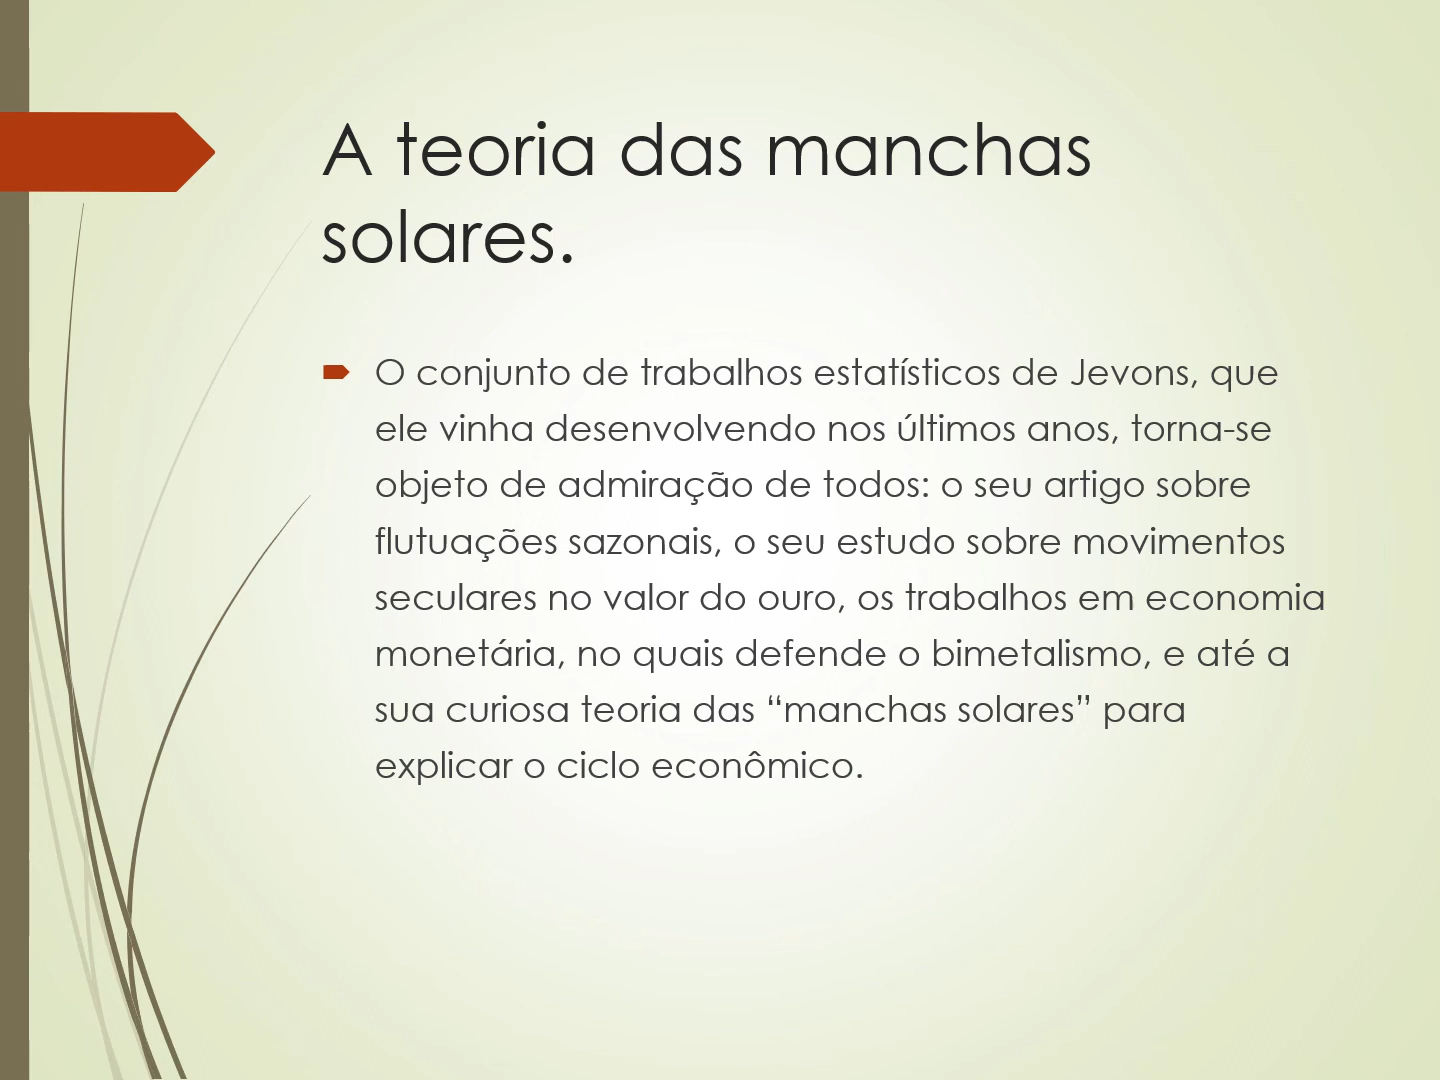 A teoria das manchas
solares.
O conjunto de trabalhos estatísticos de Jevons, que
ele vinha desenvolvendo nos últimos anos, torna-se
objeto de admiração de todos: o seu artigo sobre
flutuações sazonais, o seu estudo sobre movimentos
seculares no valor do ouro, os trabalhos em economia
monetária, no quais defende o bimetalismo, e até a
sua curiosa teoria das “manchas solares” para
explicar o ciclo econômico.